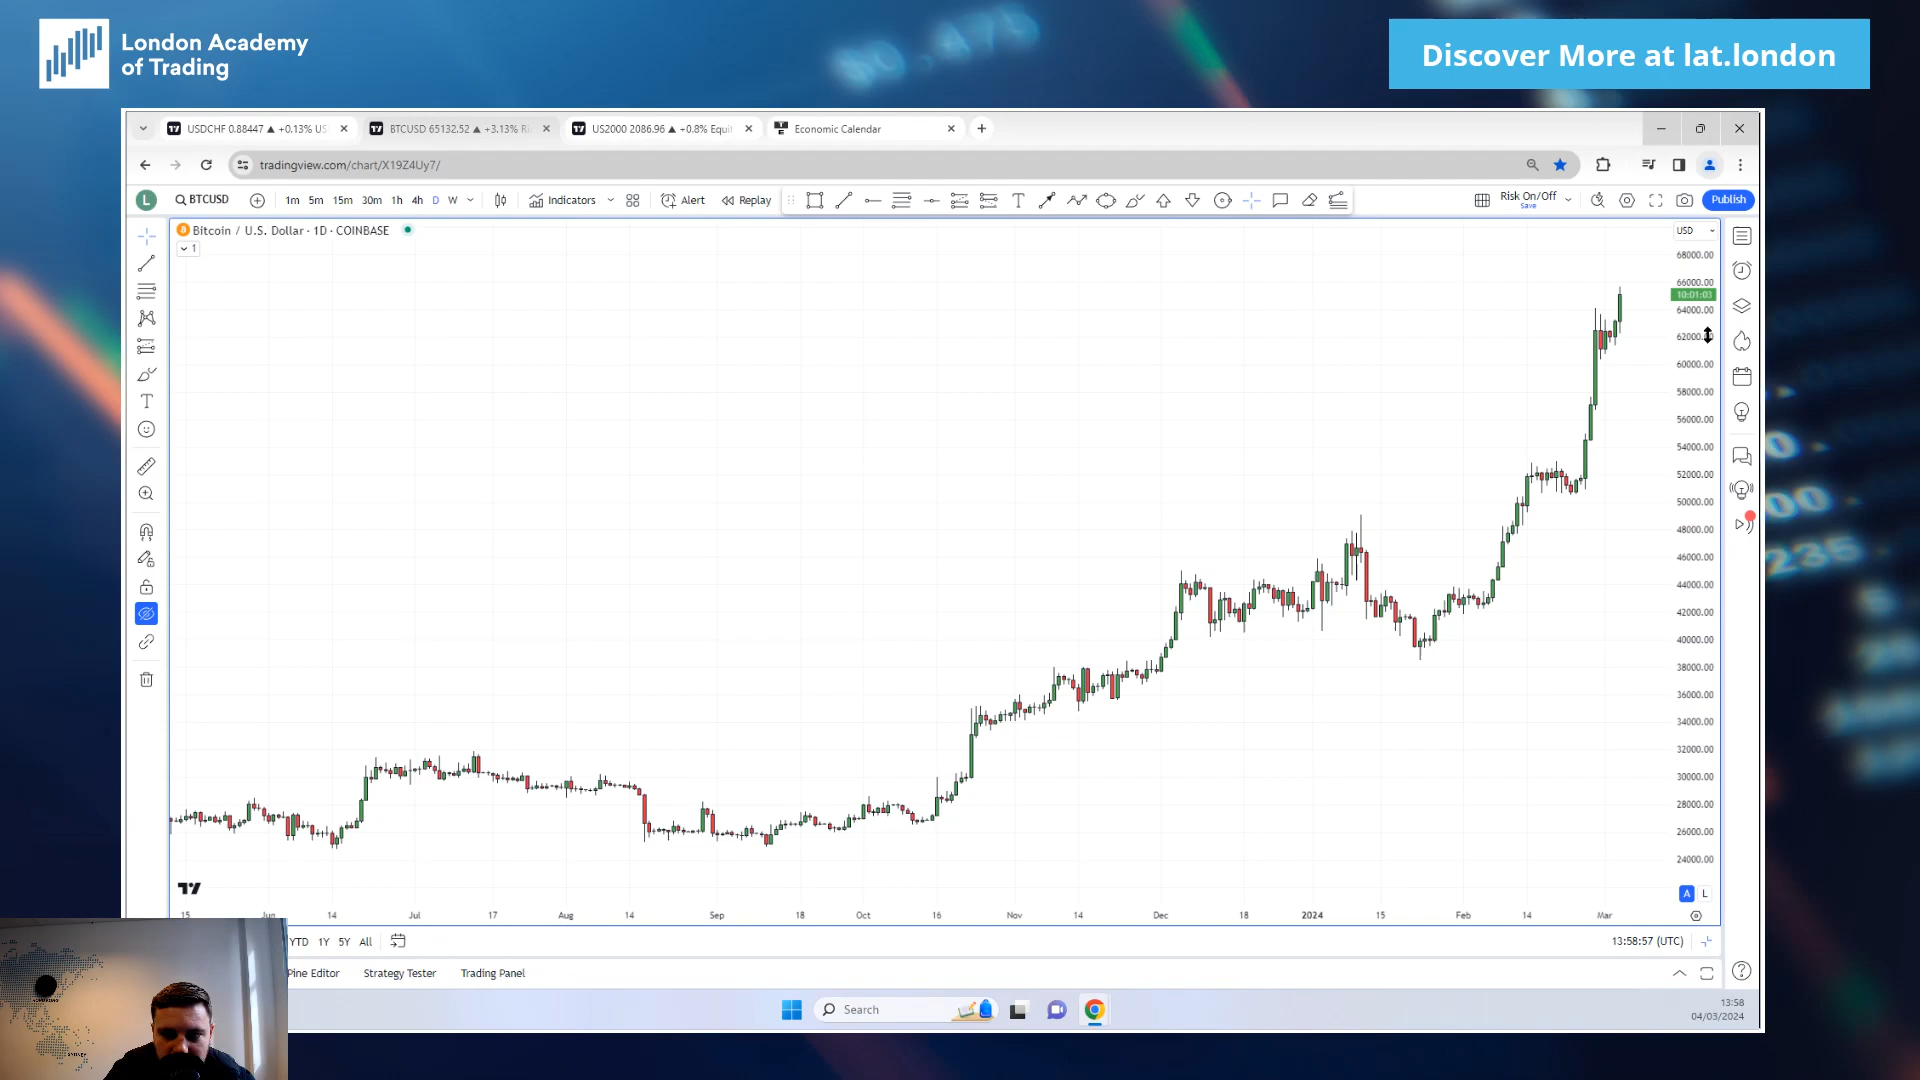 London Academy
of Trading
Discover More at lat.london
USDCHF 0.88447 ▲ +0.13% US
BTCUSD 65132.52 ▲ +3.13% Ri
US2000 2086.96 ▲ +0.8% Equit
Economic Calendar
tradingview.com/chart/X19Z4Uy7/
L
BTCUSD
1m 5m 15m 30m 1h 4h D W
Indicators
Alert
Replay
Risk On/Off
Save
Publish
Bitcoin / U.S. Dollar · 1D · COINBASE
USD
1
68000.00
66000.00
10:01:03
64000.00
62000.00
60000.00
58000.00
56000.00
54000.00
52000.00
50000.00
48000.00
46000.00
44000.00
42000.00
40000.00
38000.00
36000.00
34000.00
32000.00
30000.00
28000.00
26000.00
24000.00
A L
15 Jun 14 Jul 17 Aug 14 Sep 18 Oct 16 Nov 14 Dec 18 2024 15 Feb 14 Mar
YTD 1Y 5Y All
13:58:57 (UTC)
Pine Editor Strategy Tester Trading Panel
Search
13:58
04/03/2024